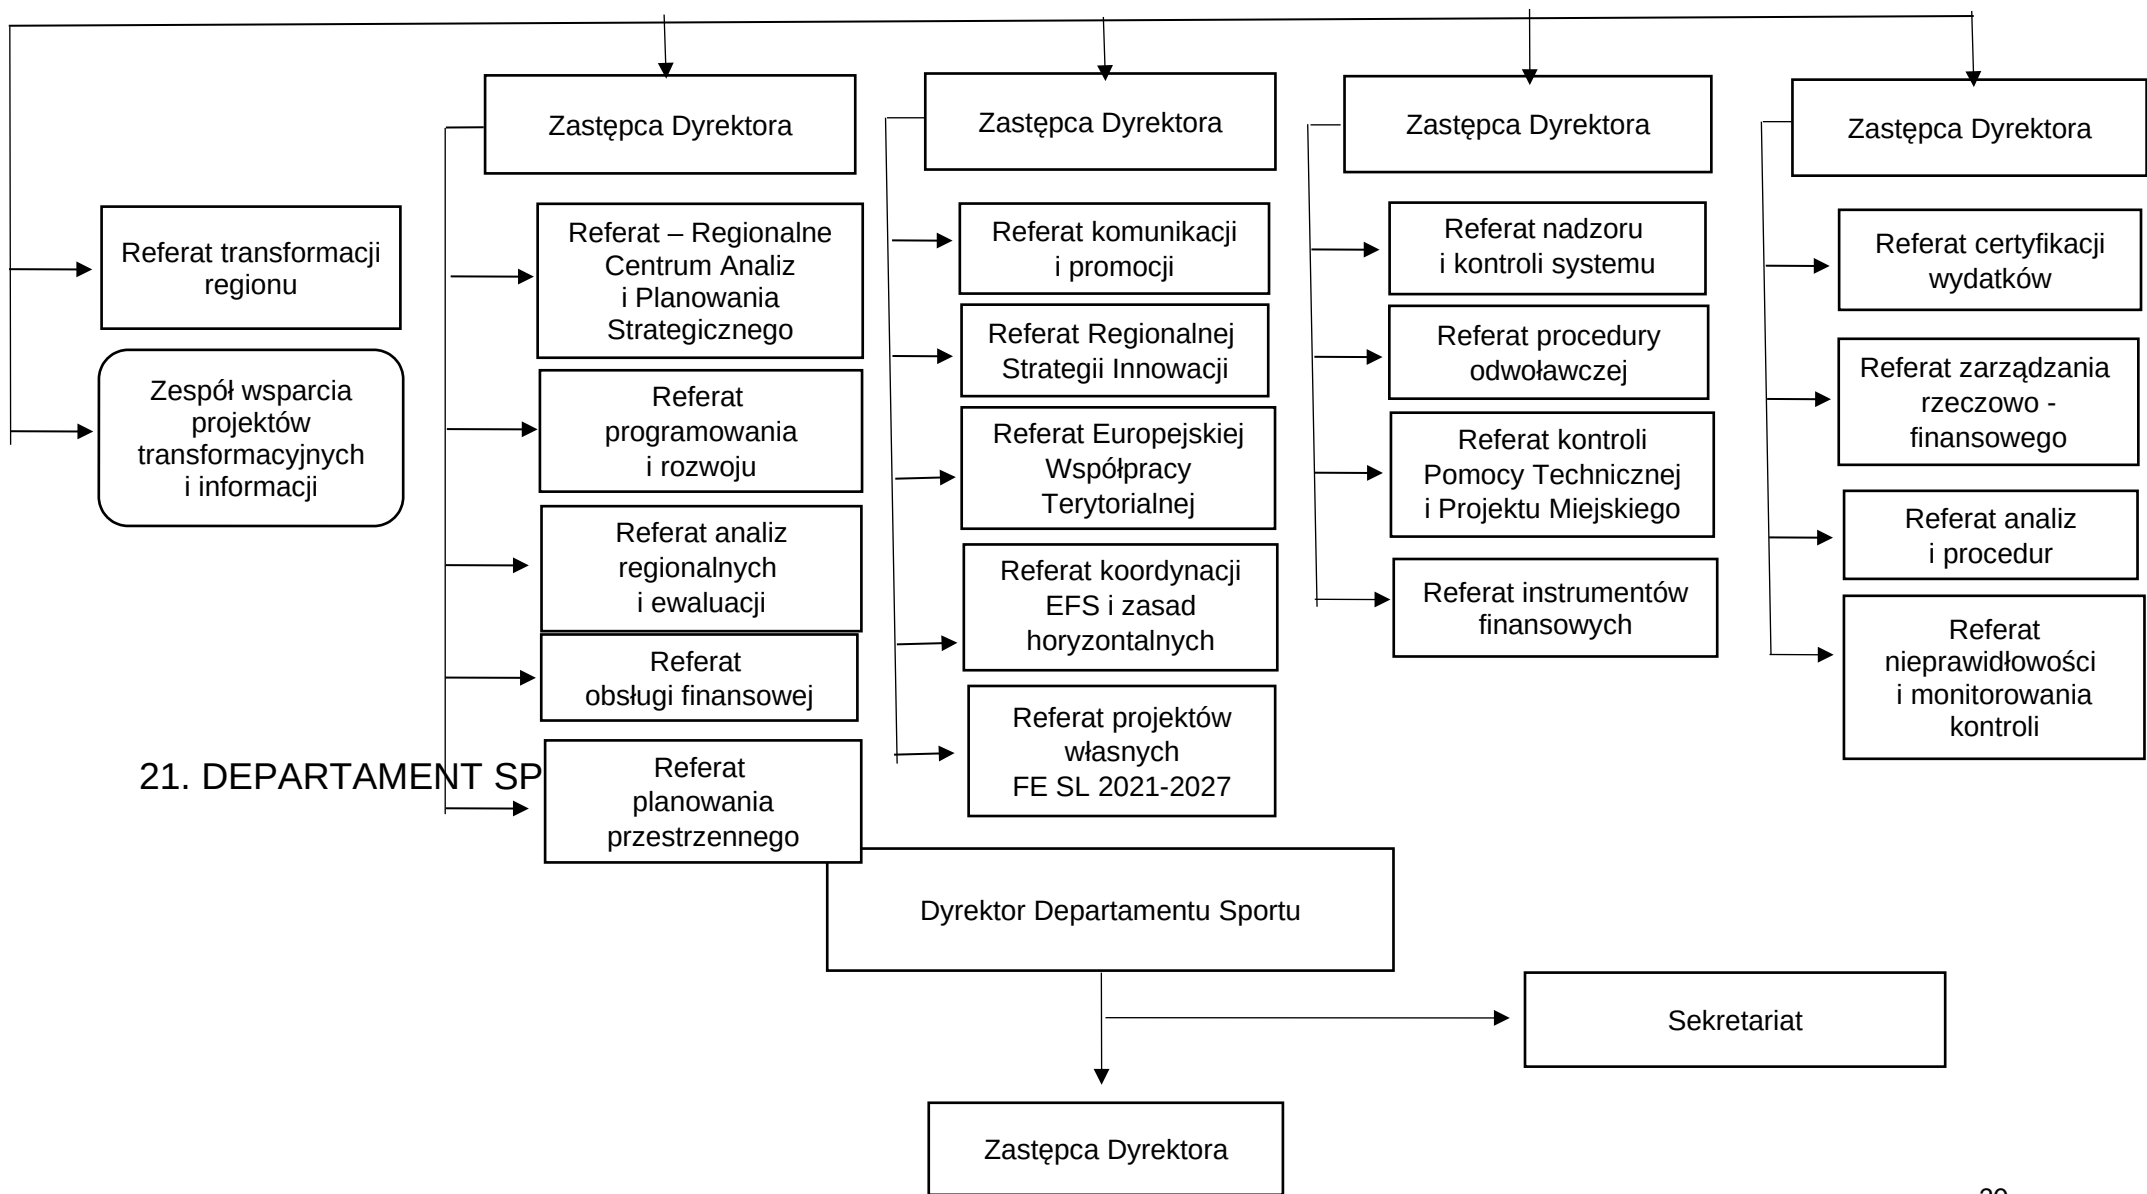 Zastępca Dyrektora
Zastępca Dyrektora
Zastępca Dyrektora
Zastępca Dyrektora
Referat transformacji
regionu
Zespół wsparcia
projektów
transformacyjnych
i informacji
Referat – Regionalne
Centrum Analiz
i Planowania
Strategicznego
Referat
programowania
i rozwoju
Referat analiz
regionalnych
i ewaluacji
Referat
obsługi finansowej
Referat
planowania
przestrzennego
Referat komunikacji
i promocji
Referat Regionalnej
Strategii Innowacji
Referat Europejskiej
Współpracy
Terytorialnej
Referat koordynacji
EFS i zasad
horyzontalnych
Referat projektów
własnych
FE SL 2021-2027
Referat nadzoru
i kontroli systemu
Referat procedury
odwoławczej
Referat kontroli
Pomocy Technicznej
i Projektu Miejskiego
Referat instrumentów
finansowych
Referat certyfikacji
wydatków
Referat zarządzania
rzeczowo -
finansowego
Referat analiz
i procedur
Referat
nieprawidłowości
i monitorowania
kontroli
21. DEPARTAMENT SP
Dyrektor Departamentu Sportu
Sekretariat
Zastępca Dyrektora